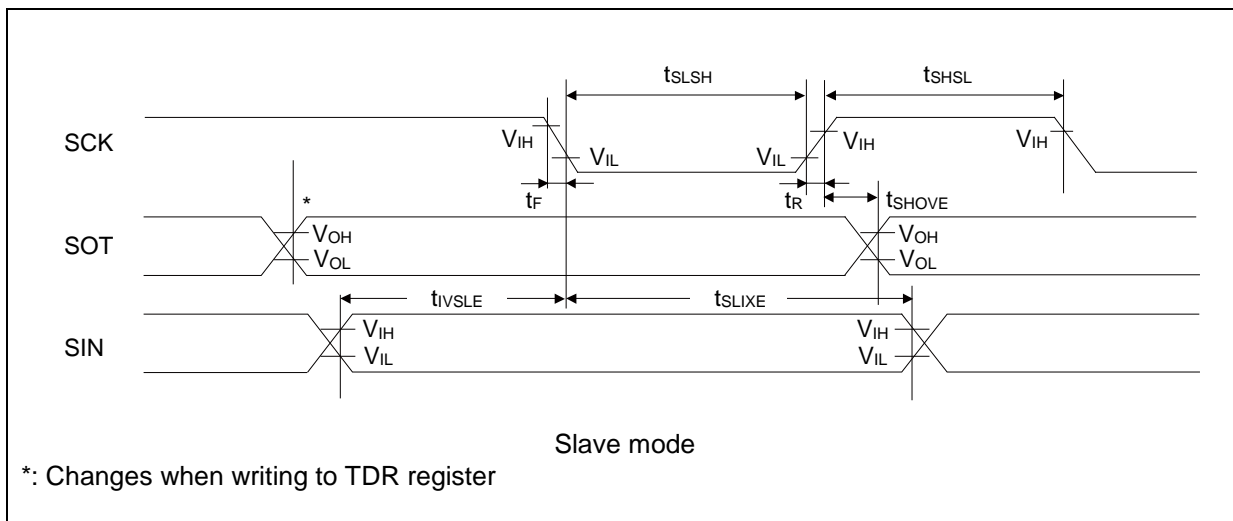 tSLSH tSHSL
SCK VIH VIL VIL VIH VIH
tF tR tSHOVE
*
SOT VOH VOH
VOL VOL
tIVSLE tSLIXE
SIN VIH VIH
VIL VIL
Slave mode
*: Changes when writing to TDR register